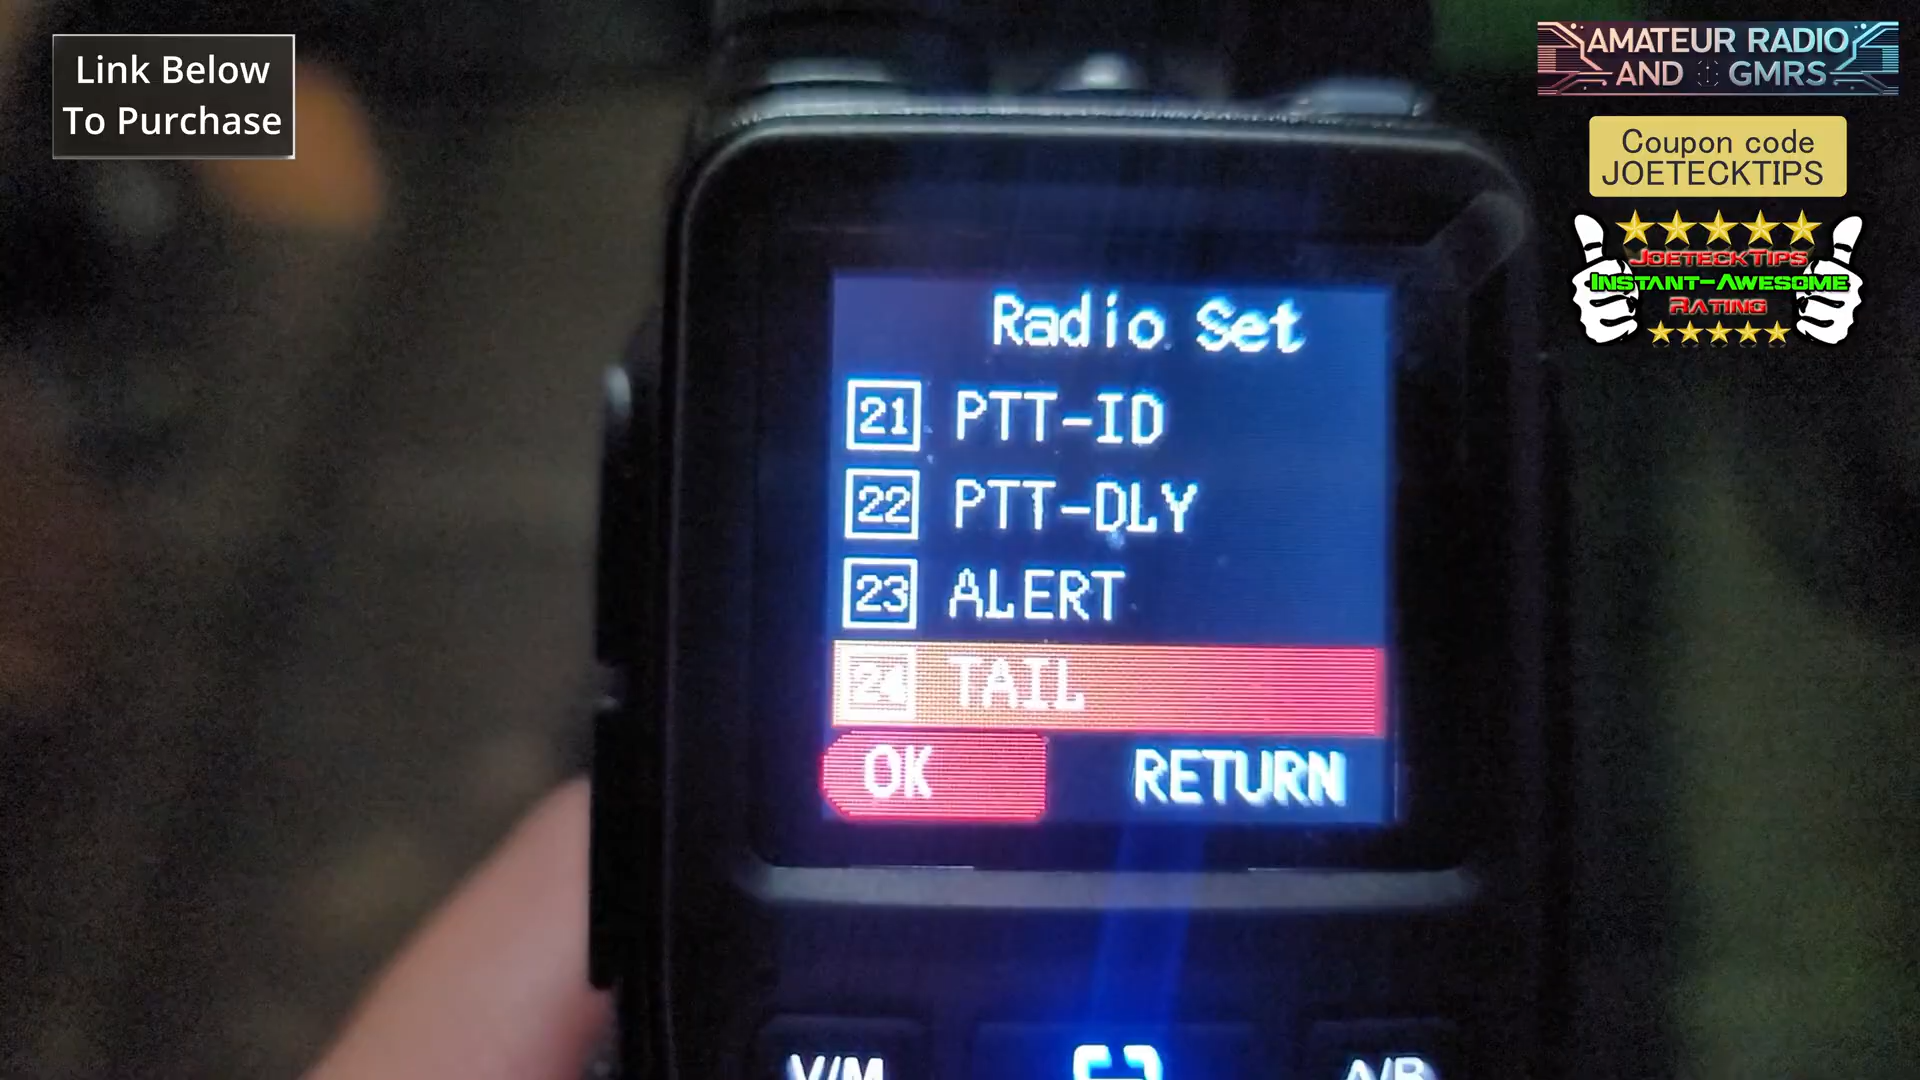 Link Below
To Purchase
AMATEUR RADIO
AND GMRS
Coupon code
JOETECKTIPS
JOETECKTIPS
INSTANT-AWESOME
RATING
Radio Set
21 PTT-ID
22 PTT-DLY
23 ALERT
24 TAIL
OK RETURN
V/M A/B